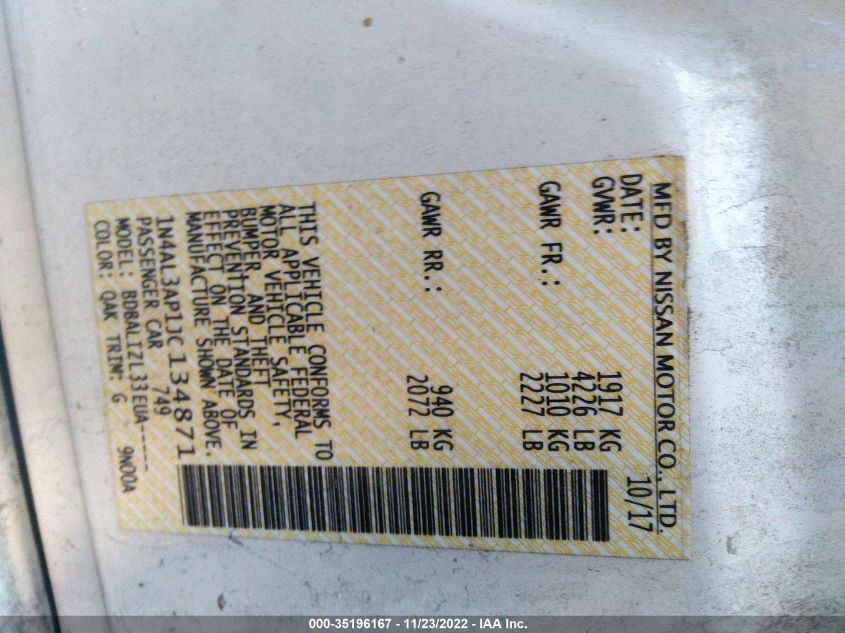 MFD BY NISSAN MOTOR CO., LTD.
DATE: 10/17
GVWR: 1917 KG
4226 LB
GAWR FR.: 1010 KG
2227 LB
GAWR RR.: 940 KG
2072 LB
THIS VEHICLE CONFORMS TO
ALL APPLICABLE FEDERAL
MOTOR VEHICLE SAFETY,
BUMPER, AND THEFT
PREVENTION STANDARDS IN
EFFECT ON THE DATE OF
MANUFACTURE SHOWN ABOVE.
1N4AL3AP1JC134871
PASSENGER CAR 749
MODEL: BDBALIZL33EUA-----
COLOR: QAK TRIM: G 9N00A
000-35196167 - 11/23/2022 - IAA Inc.